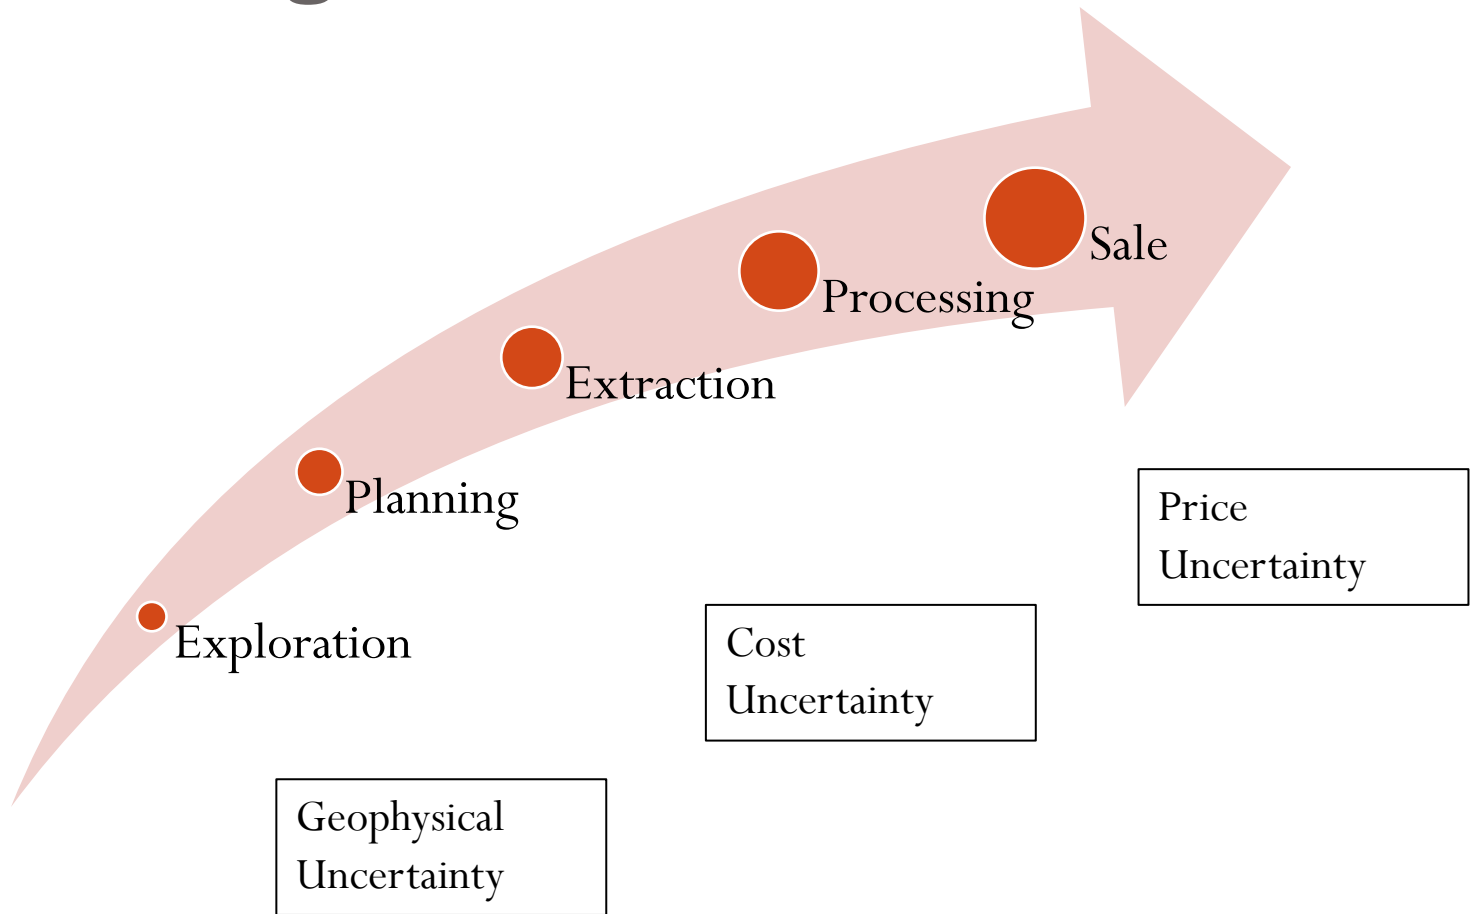 Sale
Processing
Extraction
Planning
Exploration
Price
Uncertainty
Cost
Uncertainty
Geophysical
Uncertainty